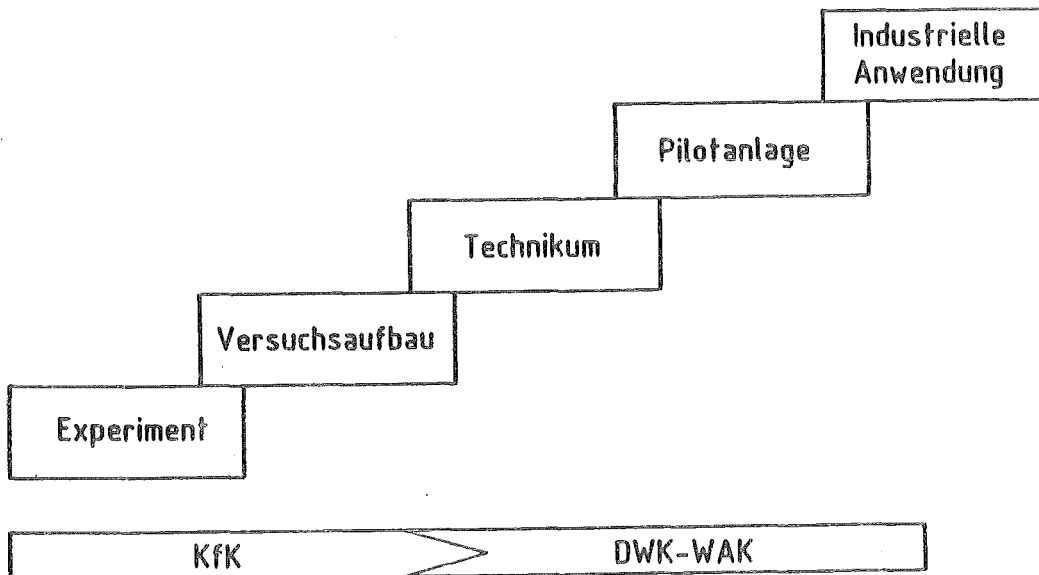 Industrielle
Anwendung
Pilotanlage
Technikum
Versuchsaufbau
Experiment
KfK
DWK-WAK